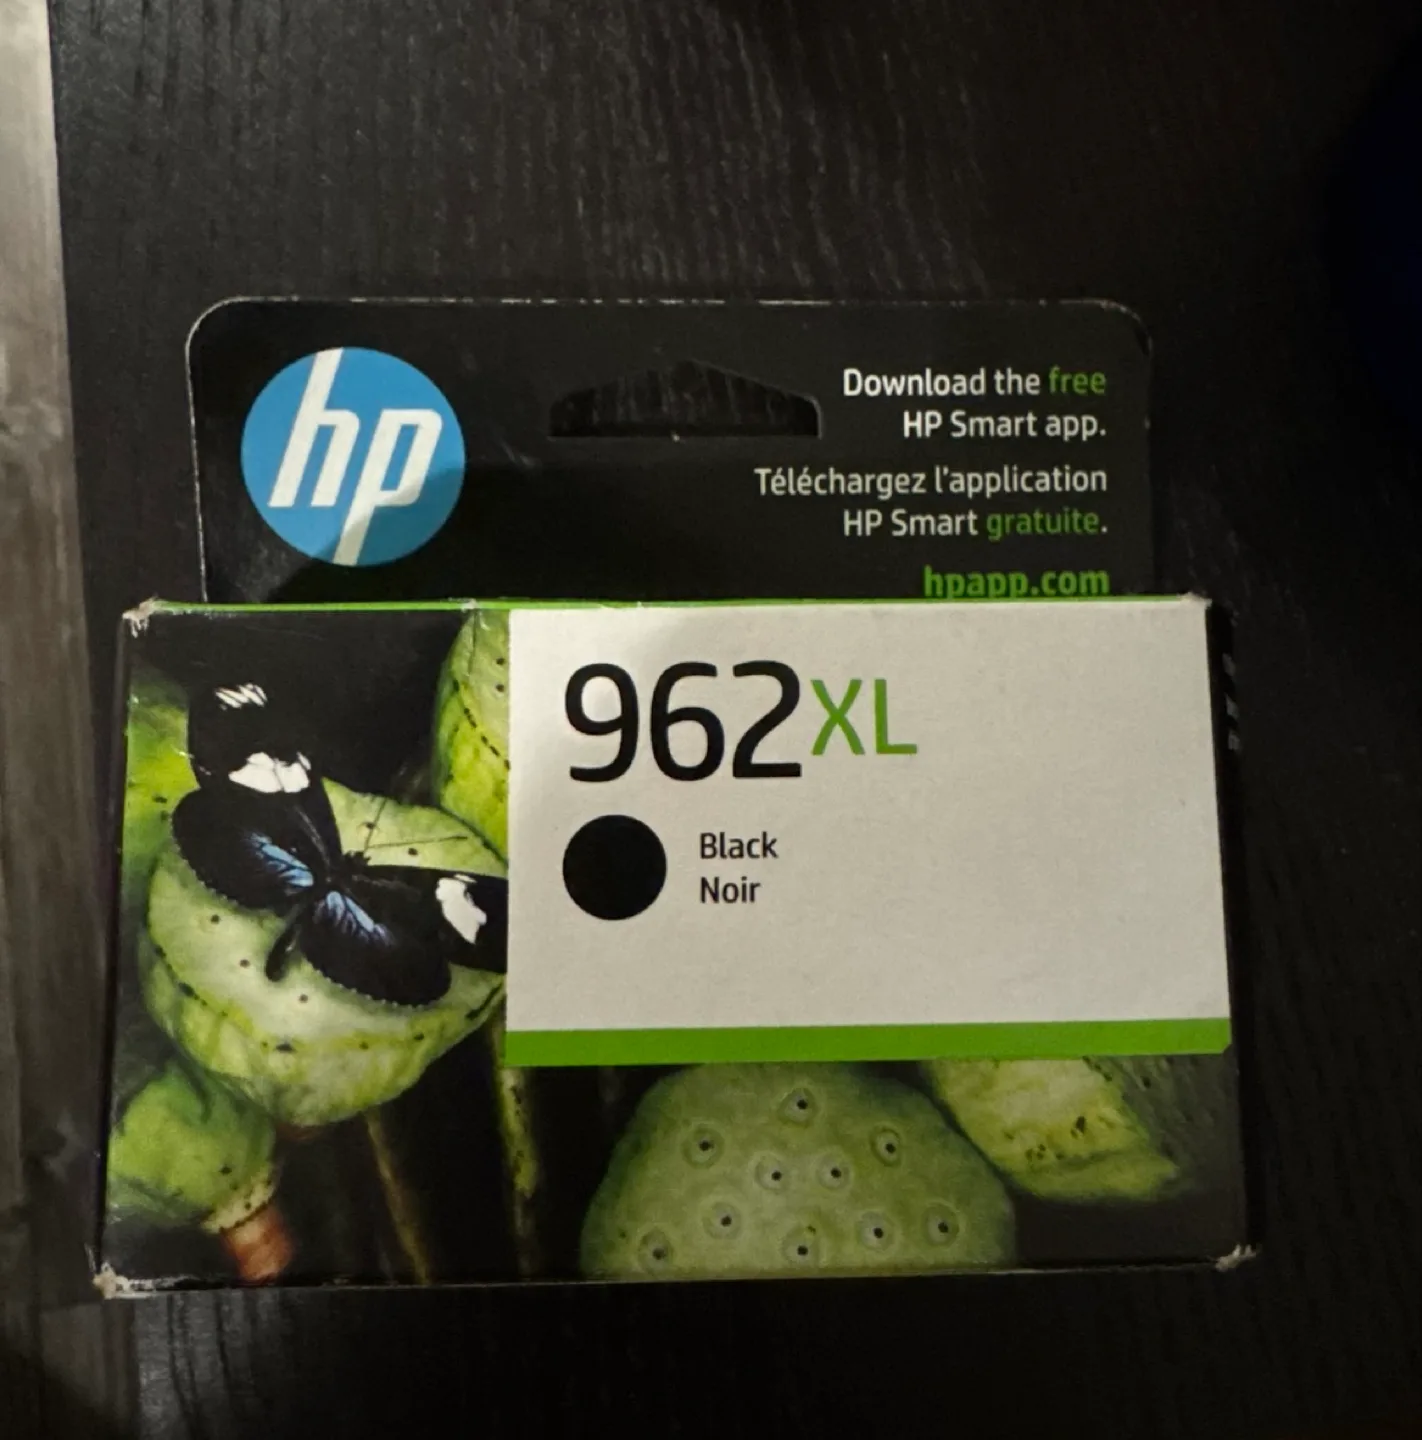 hp
Download the free
HP Smart app.
Téléchargez l'application
HP Smart gratuite.
hpapp.com
962XL
Black
Noir